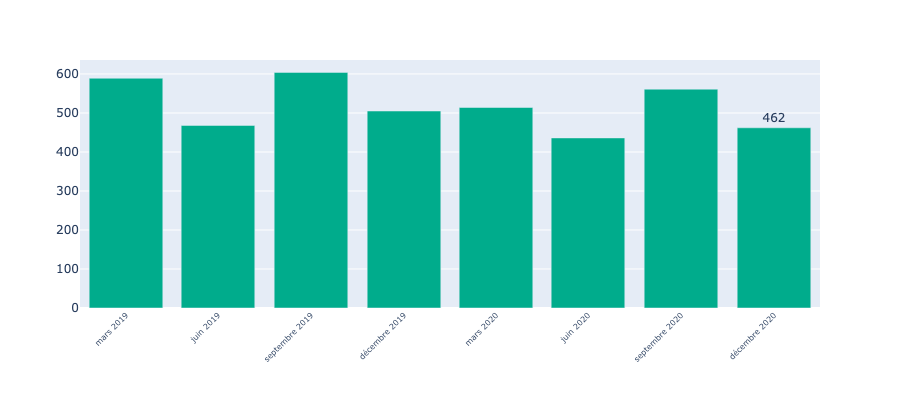 600
500
462
400
300
200
100
0
mars 2019
juin 2019
septembre 2019
décembre 2019
mars 2020
juin 2020
septembre 2020
décembre 2020